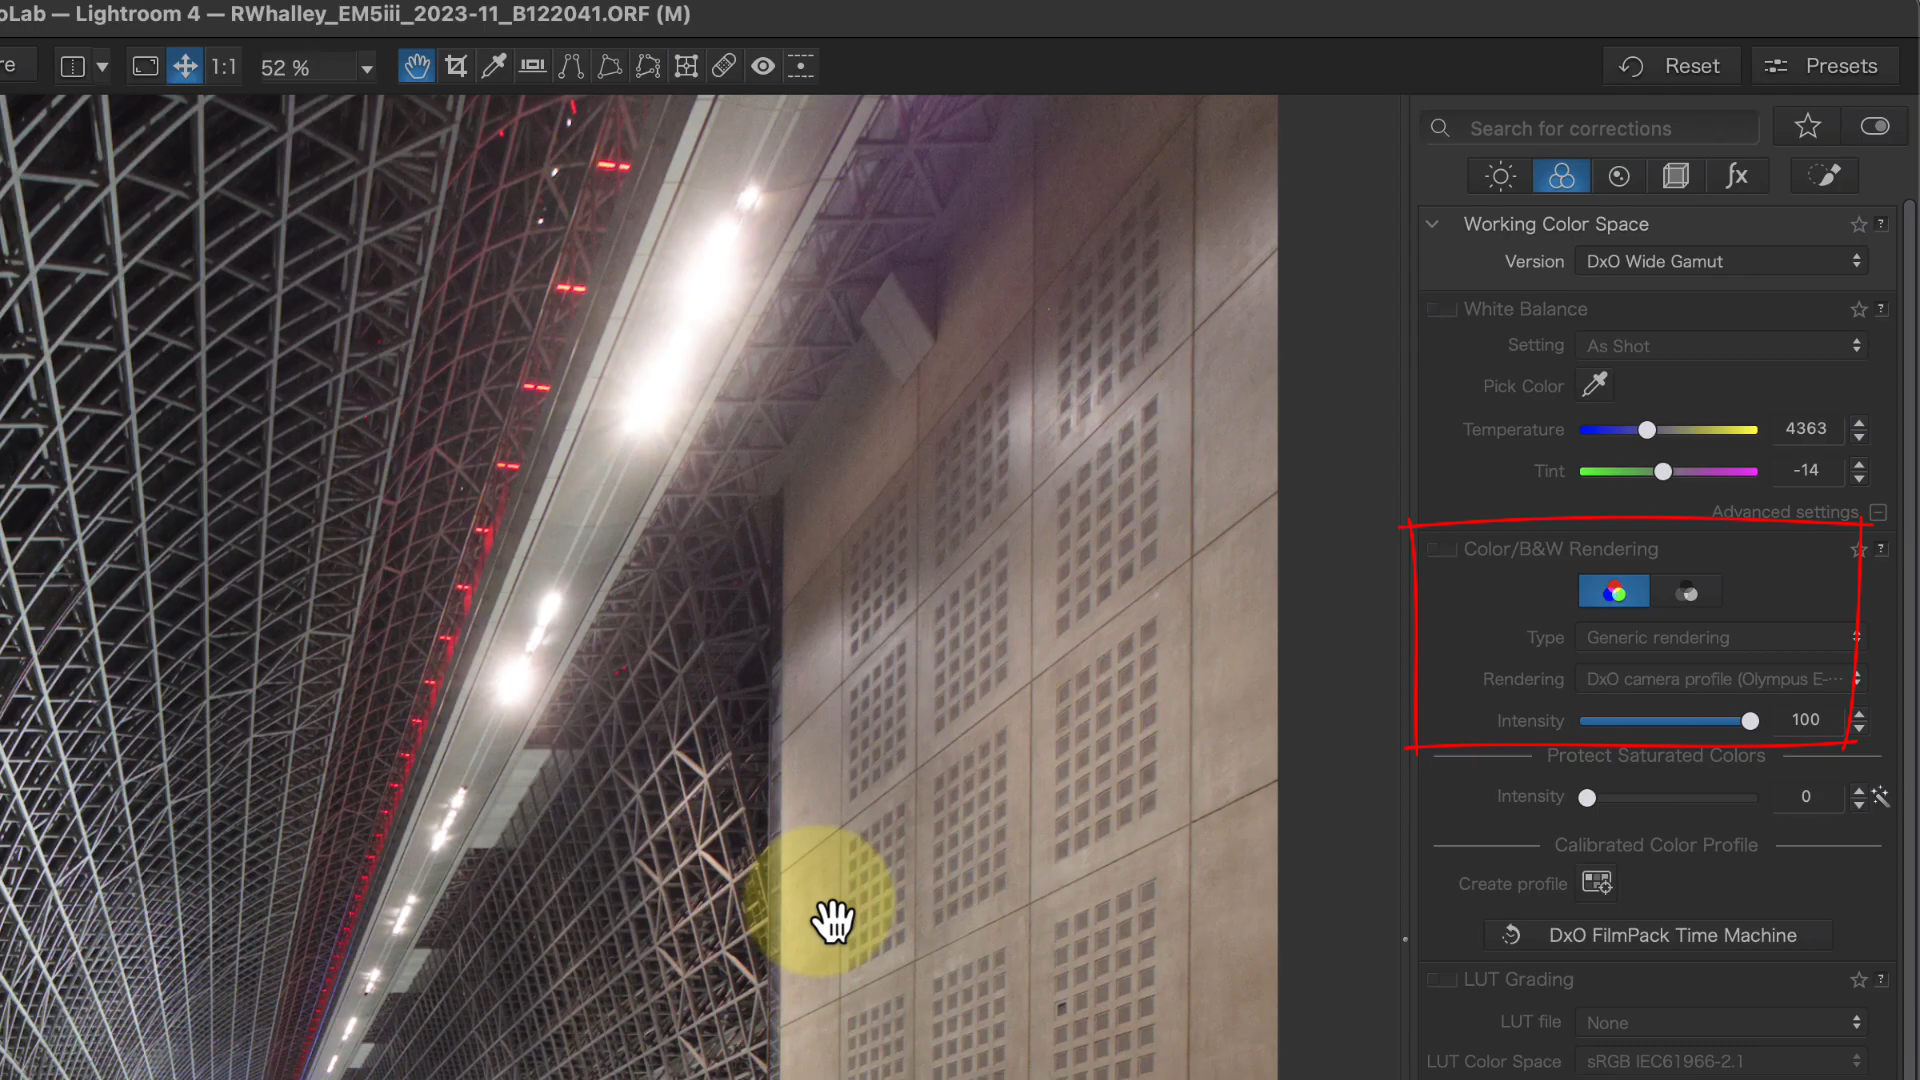 oLab — Lightroom 4 — RWhalley_EM5iii_2023-11_B122041.ORF (M)
re
1:1
52 %
Reset
Presets
Search for corrections
fx
Working Color Space
?
Version
DxO Wide Gamut
White Balance
?
Setting
As Shot
Pick Color
Temperature
4363
Tint
-14
Advanced settings
Color/B&W Rendering
?
Type
Generic rendering
Rendering
DxO camera profile (Olympus E-···
Intensity
100
Protect Saturated Colors
Intensity
0
Calibrated Color Profile
Create profile
DxO FilmPack Time Machine
LUT Grading
?
LUT file
None
LUT Color Space
sRGB IEC61966-2.1